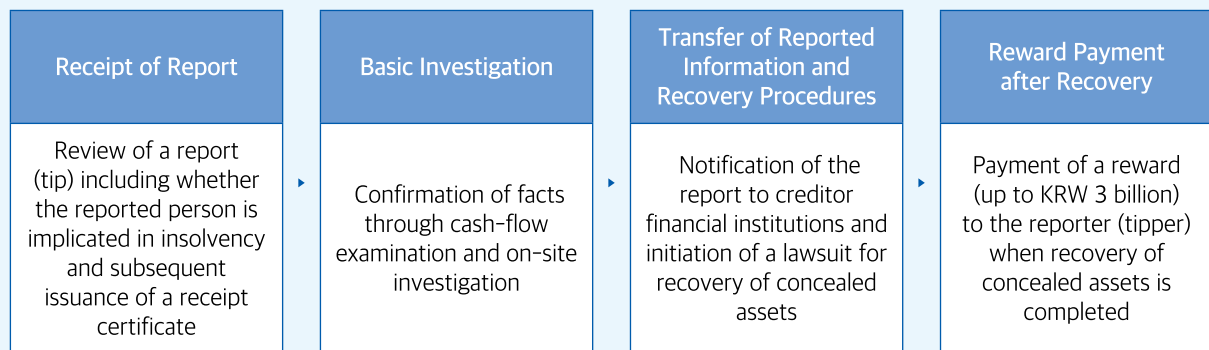 Receipt of Report
Review of a report
(tip) including whether
the reported person is
implicated in insolvency
and subsequent
issuance of a receipt
certificate
Basic Investigation
Confirmation of facts
through cash-flow
examination and on-site
investigation
Transfer of Reported
Information and
Recovery Procedures
Notification of the
report to creditor
financial institutions and
initiation of a lawsuit for
recovery of concealed
assets
Reward Payment
after Recovery
Payment of a reward
(up to KRW 3 billion)
to the reporter (tipper)
when recovery of
concealed assets is
completed